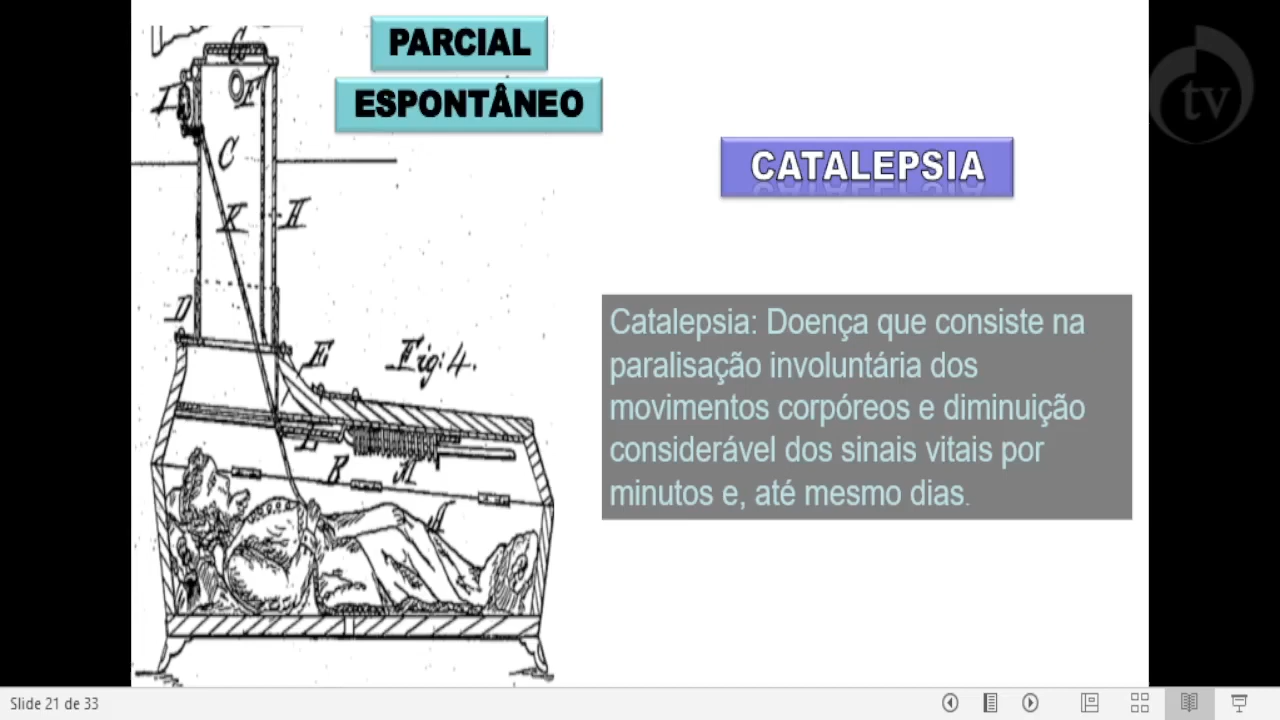 PARCIAL
ESPONTÂNEO
tv
CATALEPSIA
Catalepsia: Doença que consiste na
paralisação involuntária dos
movimentos corpóreos e diminuição
considerável dos sinais vitais por
minutos e, até mesmo dias.
G
I
F
C
K
H
D
E
Fig: 4.
B
A
Slide 21 de 33